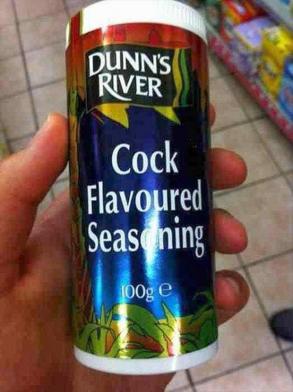 DUNN'S
RIVER
Cock
Flavoured
Seasoning
100g e